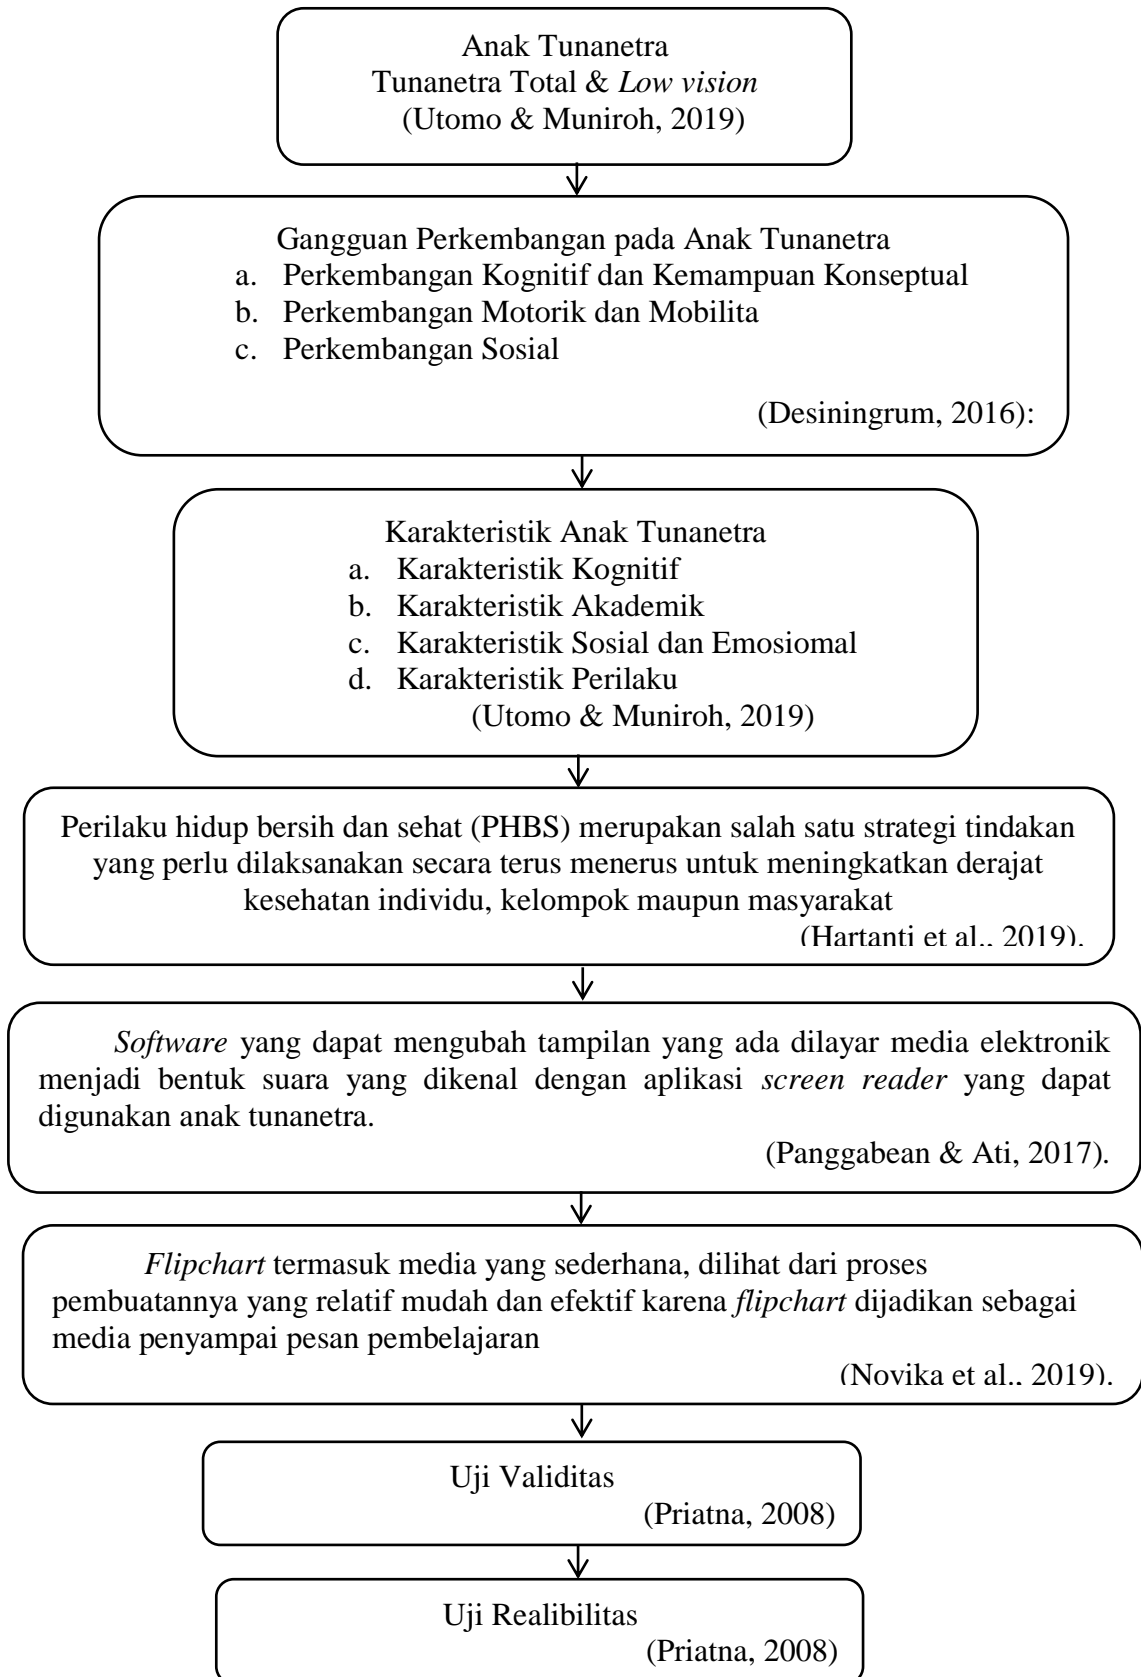 Anak Tunanetra
Tunanetra Total & Low vision
(Utomo & Muniroh, 2019)
Gangguan Perkembangan pada Anak Tunanetra
a. Perkembangan Kognitif dan Kemampuan Konseptual
b. Perkembangan Motorik dan Mobilita
c. Perkembangan Sosial
(Desiningrum, 2016):
Karakteristik Anak Tunanetra
a. Karakteristik Kognitif
b. Karakteristik Akademik
c. Karakteristik Sosial dan Emosiomal
d. Karakteristik Perilaku
(Utomo & Muniroh, 2019)
Perilaku hidup bersih dan sehat (PHBS) merupakan salah satu strategi tindakan
yang perlu dilaksanakan secara terus menerus untuk meningkatkan derajat
kesehatan individu, kelompok maupun masyarakat
(Hartanti et al., 2019).
Software yang dapat mengubah tampilan yang ada dilayar media elektronik
menjadi bentuk suara yang dikenal dengan aplikasi screen reader yang dapat
digunakan anak tunanetra.
(Panggabean & Ati, 2017).
Flipchart termasuk media yang sederhana, dilihat dari proses
pembuatannya yang relatif mudah dan efektif karena flipchart dijadikan sebagai
media penyampai pesan pembelajaran
(Novika et al., 2019).
Uji Validitas
(Priatna, 2008)
Uji Realibilitas
(Priatna, 2008)